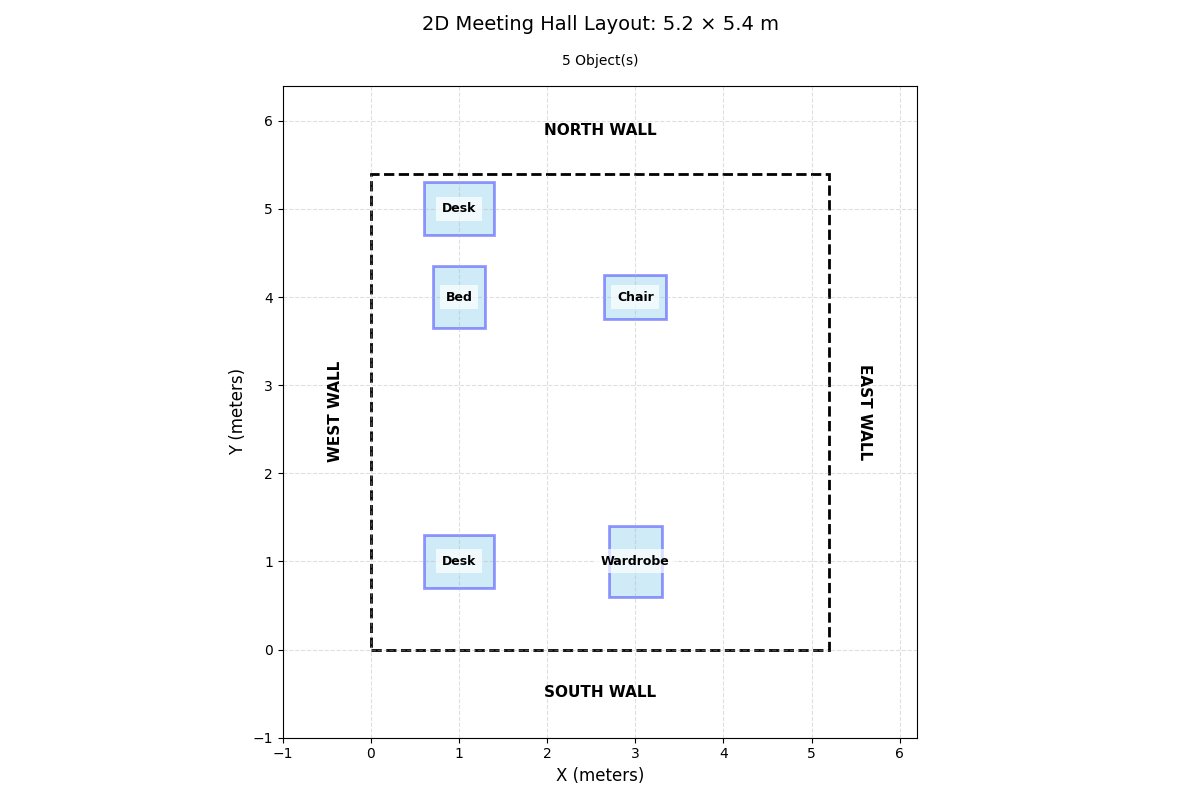 2D Meeting Hall Layout: 5.2 × 5.4 m
5 Object(s)
NORTH WALL
WEST WALL
EAST WALL
SOUTH WALL
Desk
Bed
Chair
Desk
Wardrobe
6
5
4
3
2
1
0
−1
−1
0
1
2
3
4
5
6
Y (meters)
X (meters)